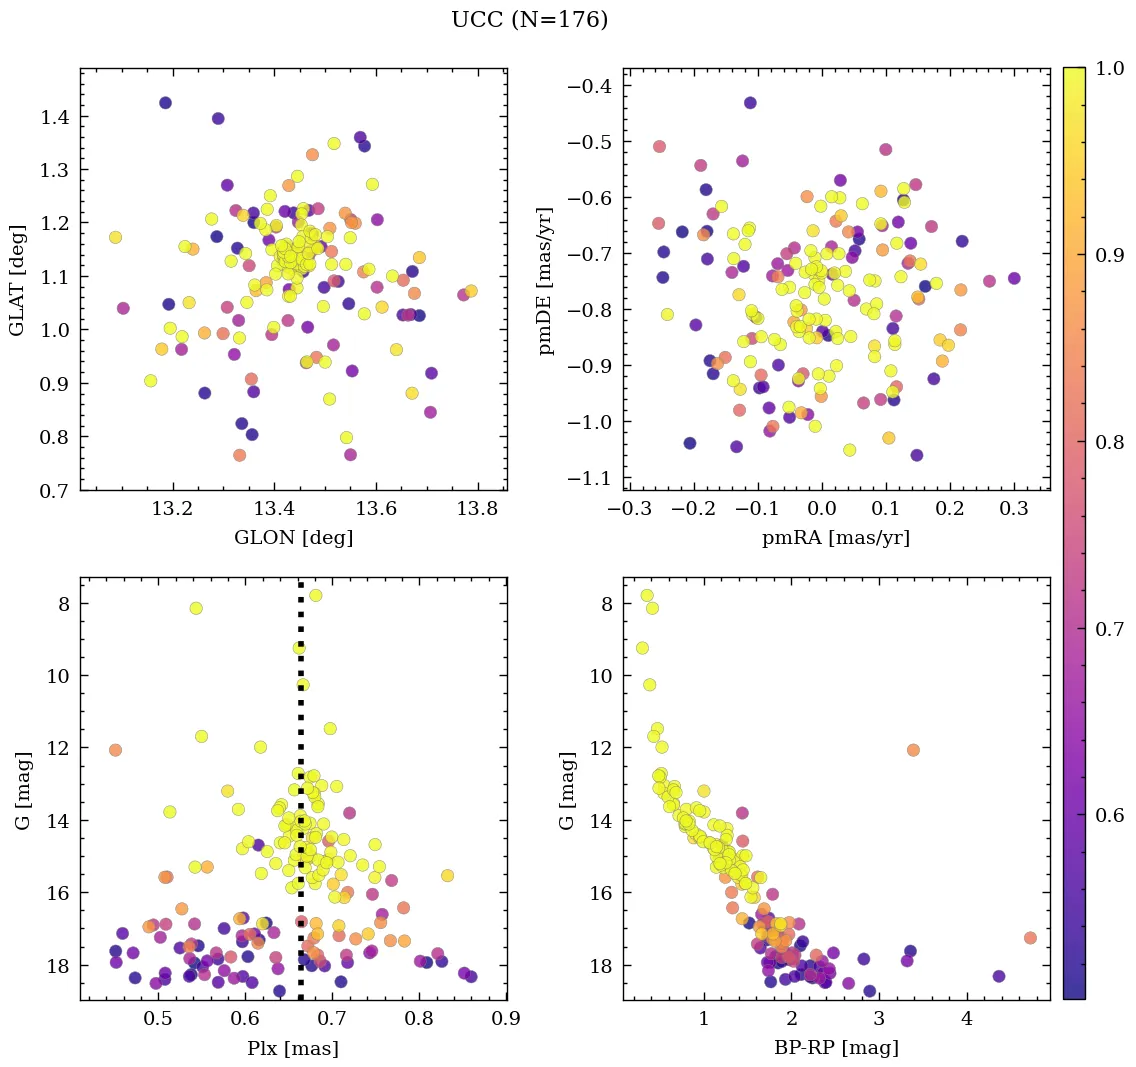 UCC (N=176)
1.4
1.3
1.2
1.1
1.0
0.9
0.8
0.7
GLAT [deg]
13.2 13.4 13.6 13.8
GLON [deg]
−0.4
−0.5
−0.6
−0.7
−0.8
−0.9
−1.0
−1.1
pmDE [mas/yr]
−0.3 −0.2 −0.1 0.0 0.1 0.2 0.3
pmRA [mas/yr]
8
10
12
14
16
18
G [mag]
0.5 0.6 0.7 0.8 0.9
Plx [mas]
8
10
12
14
16
18
G [mag]
1 2 3 4
BP-RP [mag]
1.0
0.9
0.8
0.7
0.6